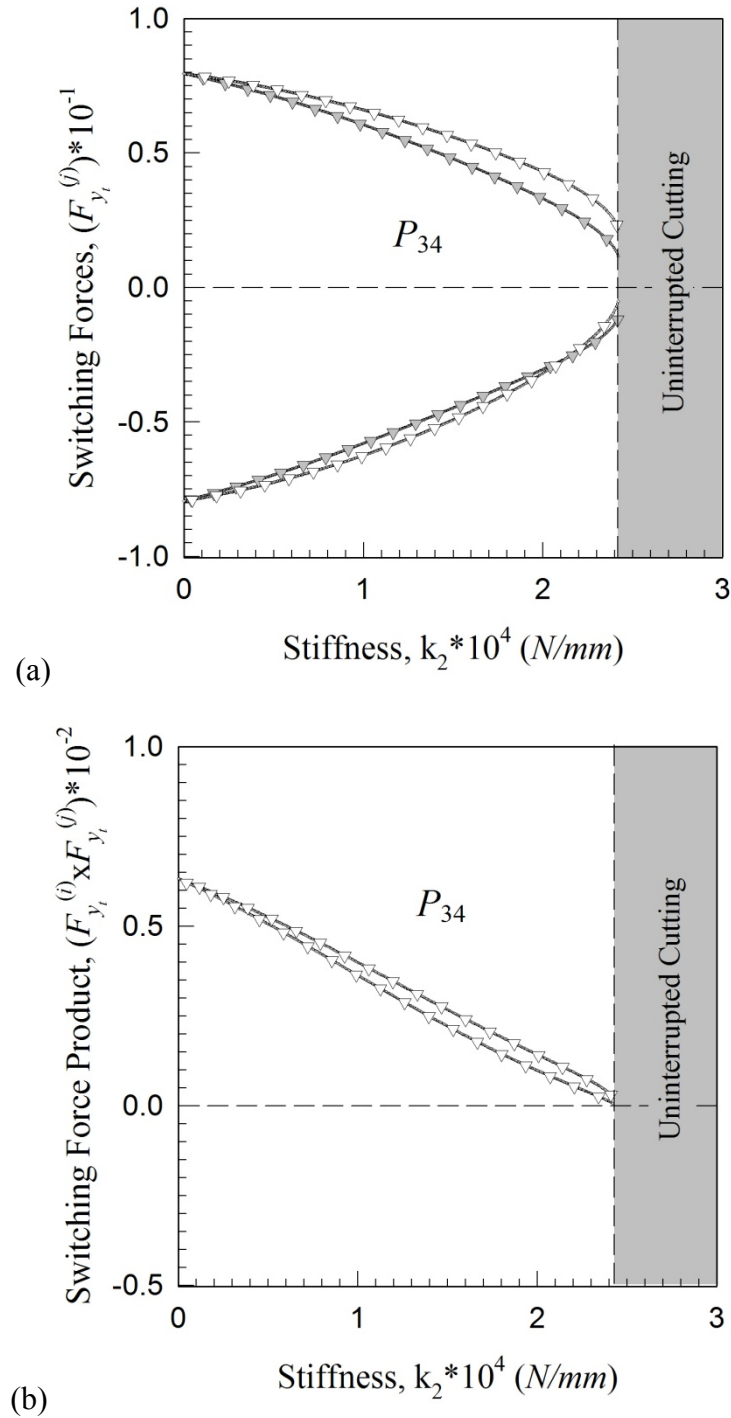 1.0
0.5
0.0
-0.5
-1.0
Switching Forces, (F_{y_t}^{(j)})*10^{-1}
P_{34}
Uninterrupted Cutting
0 1 2 3
Stiffness, k_2*10^4 (N/mm)
(a)
1.0
0.5
0.0
-0.5
Switching Force Product, (F_{y_t}^{(i)}xF_{y_t}^{(j)})*10^{-2}
P_{34}
Uninterrupted Cutting
0 1 2 3
Stiffness, k_2*10^4 (N/mm)
(b)